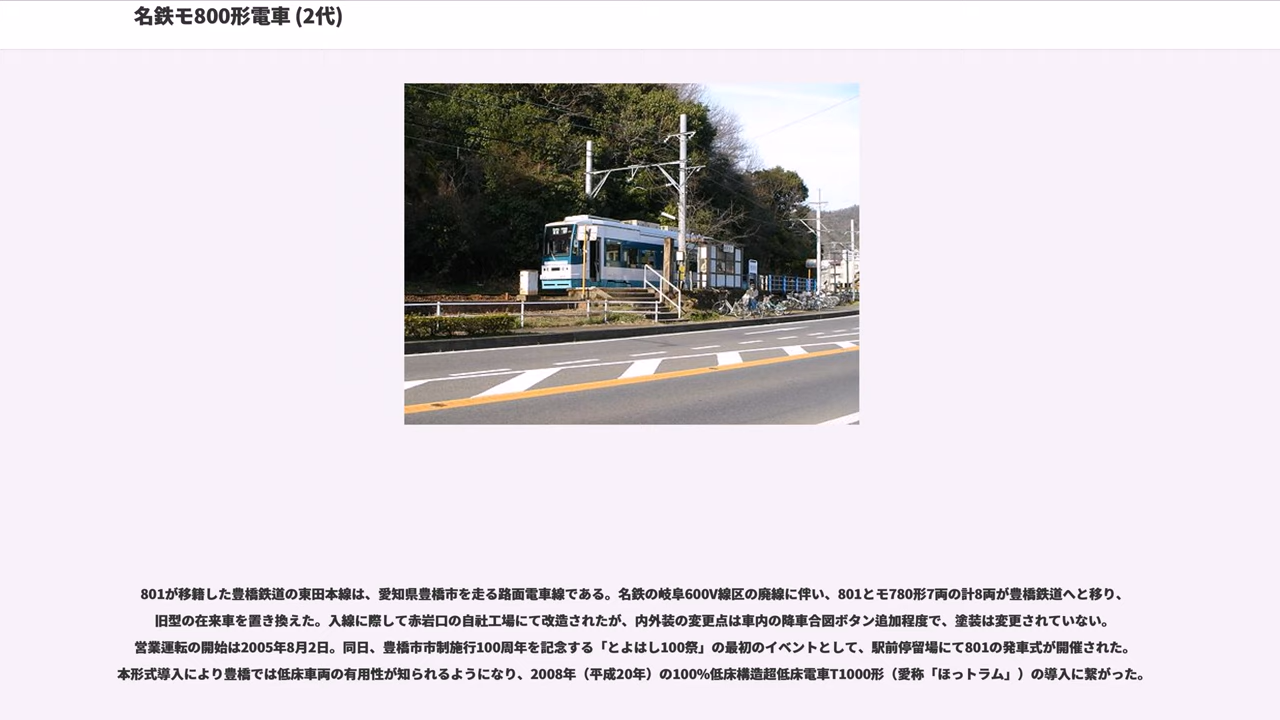 名鉄モ800形電車 (2代)
801が移籍した豊橋鉄道の東田本線は、愛知県豊橋市を走る路面電車線である。名鉄の岐阜600V線区の廃線に伴い、801とモ780形7両の計8両が豊橋鉄道へと移り、
旧型の在来車を置き換えた。入線に際して赤岩口の自社工場にて改造されたが、内外装の変更点は車内の降車合図ボタン追加程度で、塗装は変更されていない。
営業運転の開始は2005年8月2日。同日、豊橋市市制施行100周年を記念する「とよはし100祭」の最初のイベントとして、駅前停留場にて801の発車式が開催された。
本形式導入により豊橋では低床車両の有用性が知られるようになり、2008年（平成20年）の100%低床構造超低床電車T1000形（愛称「ほっトラム」）の導入に繋がった。